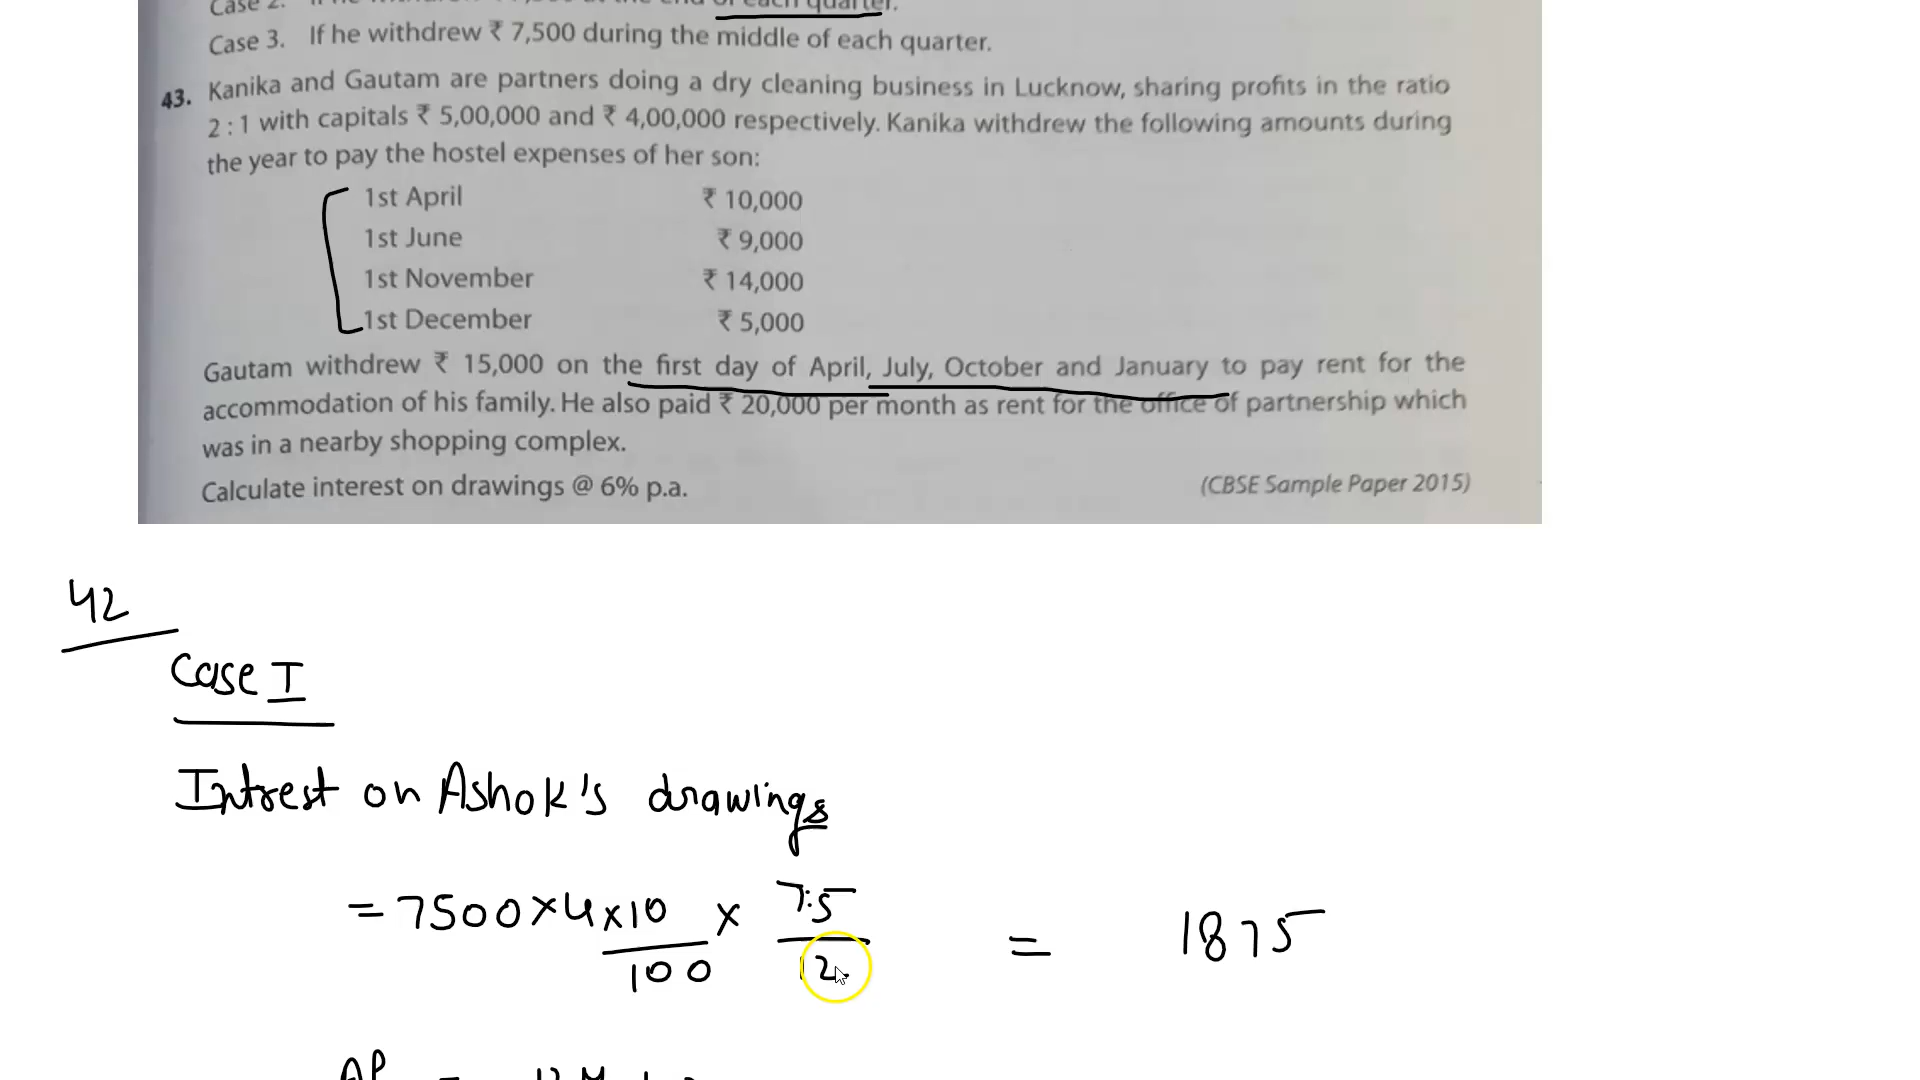 Case 2.
each quarter.
Case 3. If he withdrew ₹ 7,500 during the middle of each quarter.
43. Kanika and Gautam are partners doing a dry cleaning business in Lucknow, sharing profits in the ratio
2 : 1 with capitals ₹ 5,00,000 and ₹ 4,00,000 respectively. Kanika withdrew the following amounts during
the year to pay the hostel expenses of her son:
1st April ₹ 10,000
1st June ₹ 9,000
1st November ₹ 14,000
1st December ₹ 5,000
Gautam withdrew ₹ 15,000 on the first day of April, July, October and January to pay rent for the
accommodation of his family. He also paid ₹ 20,000 per month as rent for the office of partnership which
was in a nearby shopping complex.
Calculate interest on drawings @ 6% p.a. (CBSE Sample Paper 2015)
42
Case I
Intrest on Ashok's drawings
= 7500 × 4 × 10/100 × 7.5/12 = 1875